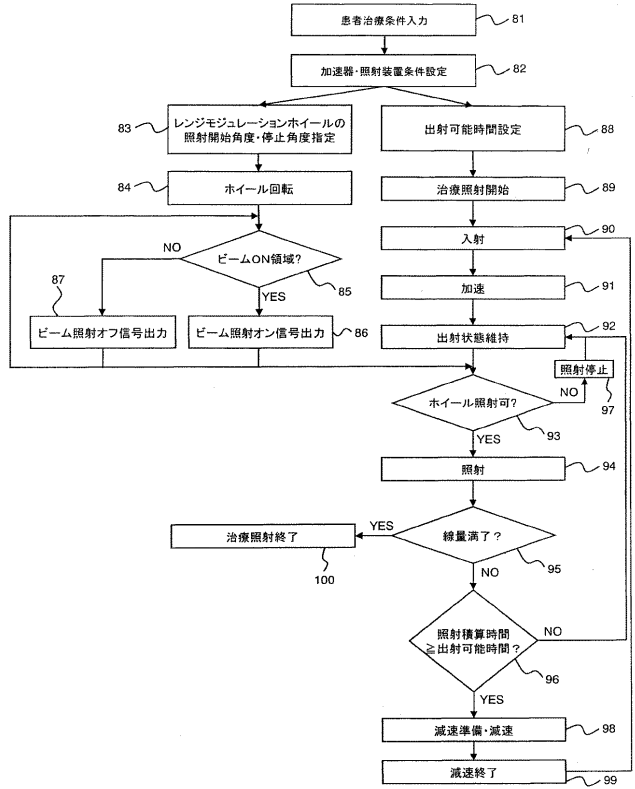 患者治療条件入力
81
加速器・照射装置条件設定
82
レンジモジュレーションホイールの
照射開始角度・停止角度指定
83
出射可能時間設定
88
ホイール回転
84
治療照射開始
89
入射
90
ビームON領域?
85
NO
YES
加速
91
87
ビーム照射オフ信号出力
ビーム照射オン信号出力
86
出射状態維持
92
照射停止
97
ホイール照射可?
93
NO
YES
照射
94
線量満了?
95
YES
治療照射終了
100
NO
照射積算時間
≧出射可能時間?
96
NO
YES
減速準備・減速
98
減速終了
99